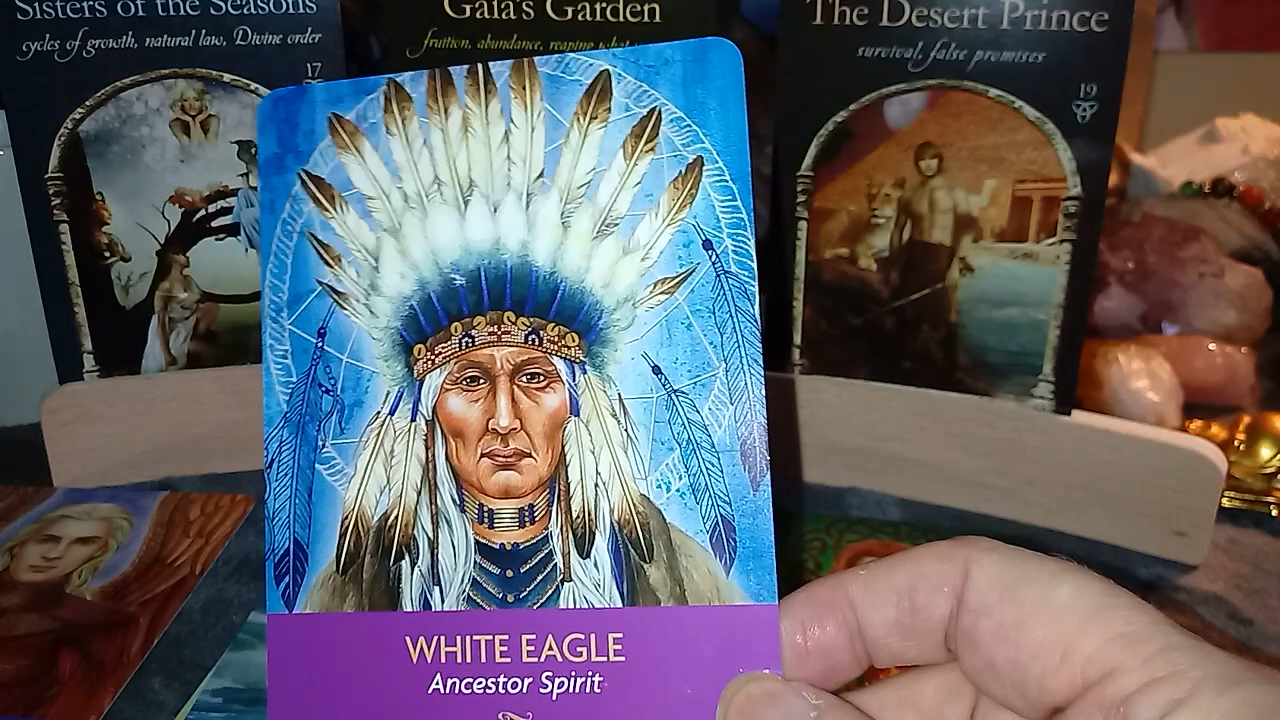 Sisters of the Seasons
cycles of growth, natural law, Divine order
17
Gaia's Garden
fruition, abundance, reaping what
The Desert Prince
survival, false promises
19
WHITE EAGLE
Ancestor Spirit